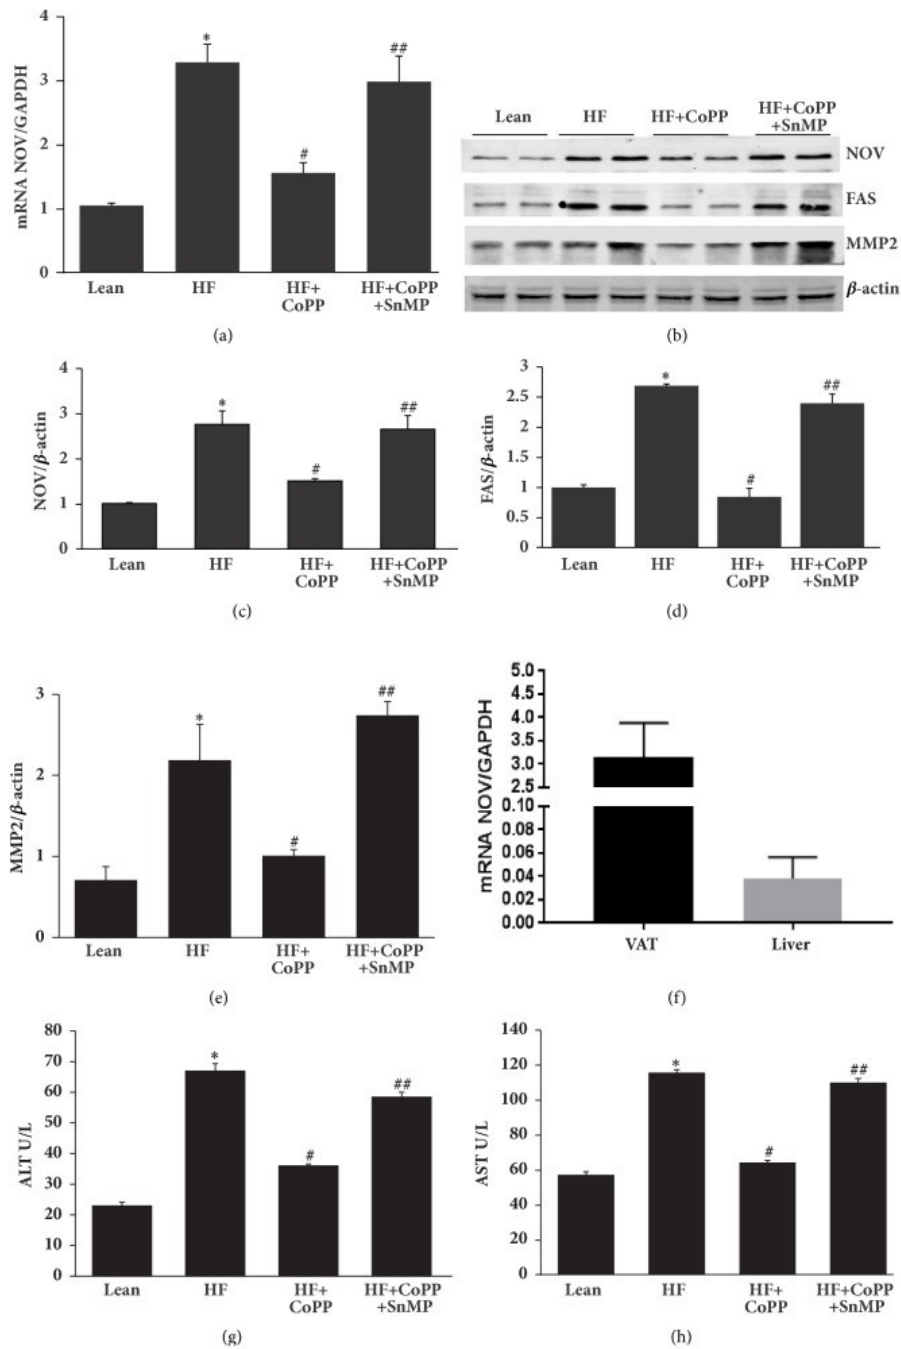 mRNA NOV/GAPDH
4
3
2
1
0
*
#
##
Lean
HF
HF+
CoPP
HF+CoPP
+SnMP
(a)
Lean
HF
HF+CoPP
HF+CoPP
+SnMP
NOV
FAS
MMP2
β-actin
(b)
NOV/β-actin
4
3
2
1
0
*
#
##
Lean
HF
HF+
CoPP
HF+CoPP
+SnMP
(c)
FAS/β-actin
3
2.5
2
1.5
1
0.5
0
*
#
##
Lean
HF
HF+
CoPP
HF+CoPP
+SnMP
(d)
MMP2/β-actin
3
2
1
0
*
#
##
Lean
HF
HF+
CoPP
HF+CoPP
+SnMP
(e)
mRNA NOV/GAPDH
5.0
4.5
4.0
3.5
3.0
2.5
0.10
0.08
0.06
0.04
0.02
0.00
VAT
Liver
(f)
ALT U/L
80
70
60
50
40
30
20
10
0
*
#
##
Lean
HF
HF+
CoPP
HF+CoPP
+SnMP
(g)
AST U/L
140
120
100
80
60
40
20
0
*
#
##
Lean
HF
HF+
CoPP
HF+CoPP
+SnMP
(h)